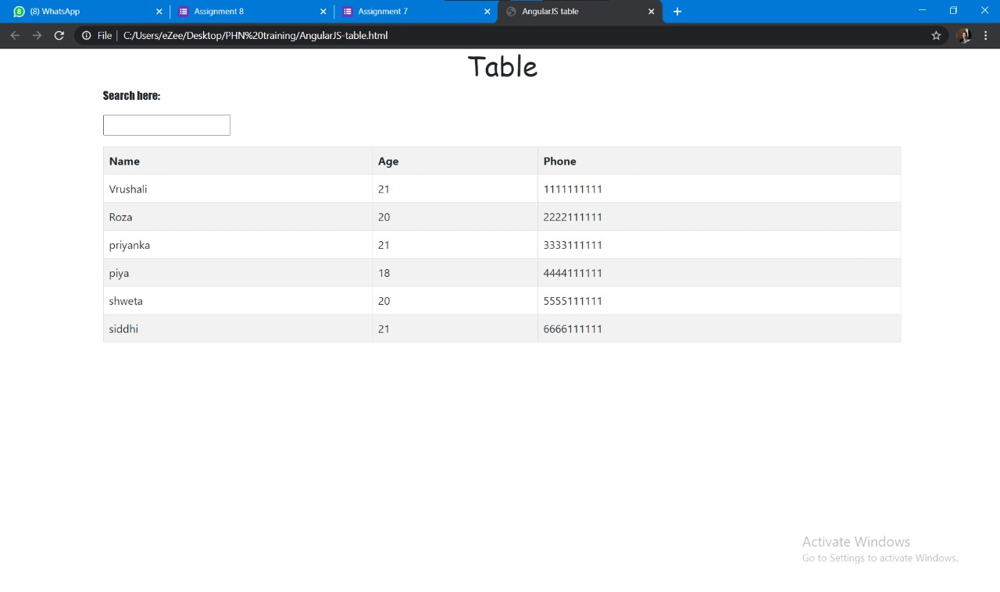 (8) WhatsApp Assignment 8 Assignment 7 AngularJS table
File C:/Users/eZee/Desktop/PHN%20training/AngularJS-table.html
Table
Search here:
Name Age Phone
Vrushali 21 1111111111
Roza 20 2222111111
priyanka 21 3333111111
piya 18 4444111111
shweta 20 5555111111
siddhi 21 6666111111
Activate Windows
Go to Settings to activate Windows.